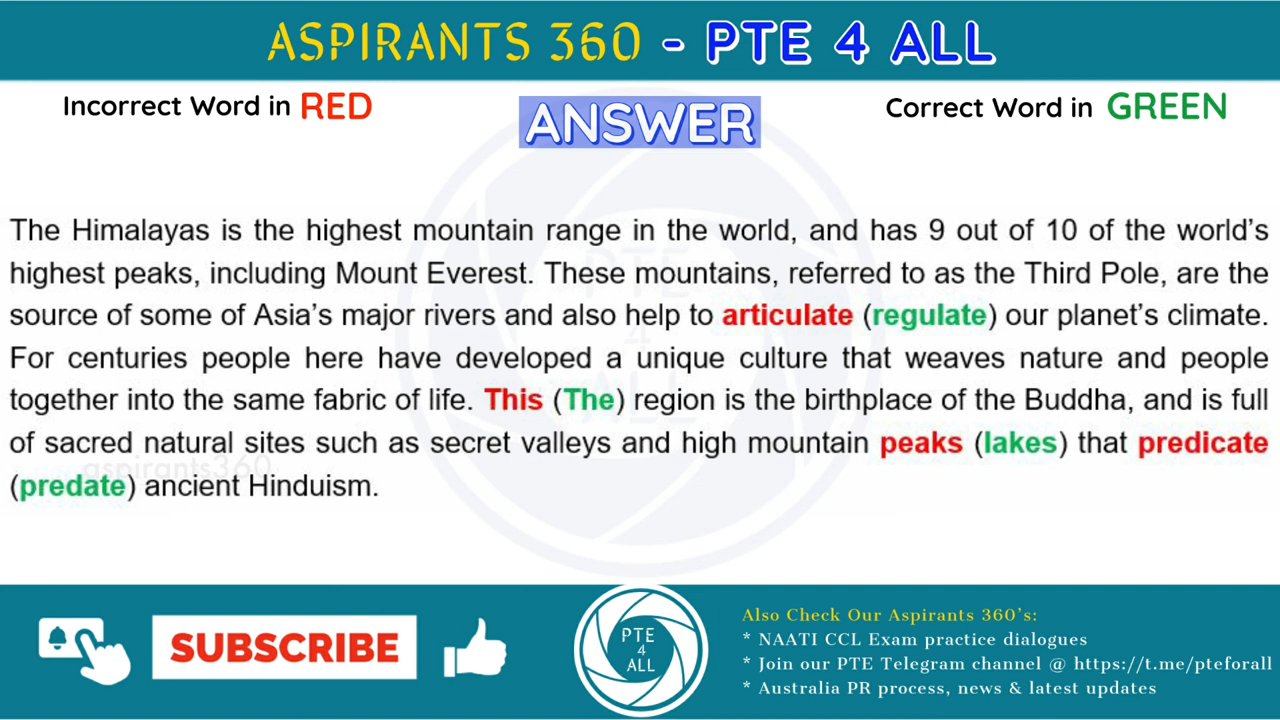 ASPIRANTS 360 - PTE 4 ALL
Incorrect Word in RED
ANSWER
Correct Word in GREEN
The Himalayas is the highest mountain range in the world, and has 9 out of 10 of the world’s
highest peaks, including Mount Everest. These mountains, referred to as the Third Pole, are the
source of some of Asia’s major rivers and also help to articulate (regulate) our planet’s climate.
For centuries people here have developed a unique culture that weaves nature and people
together into the same fabric of life. This (The) region is the birthplace of the Buddha, and is full
of sacred natural sites such as secret valleys and high mountain peaks (lakes) that predicate
(predate) ancient Hinduism.
aspirants360
PTE
4
ALL
SUBSCRIBE
PTE
4
ALL
Also Check Our Aspirants 360's:
* NAATI CCL Exam practice dialogues
* Join our PTE Telegram channel @ https://t.me/pteforall
* Australia PR process, news & latest updates